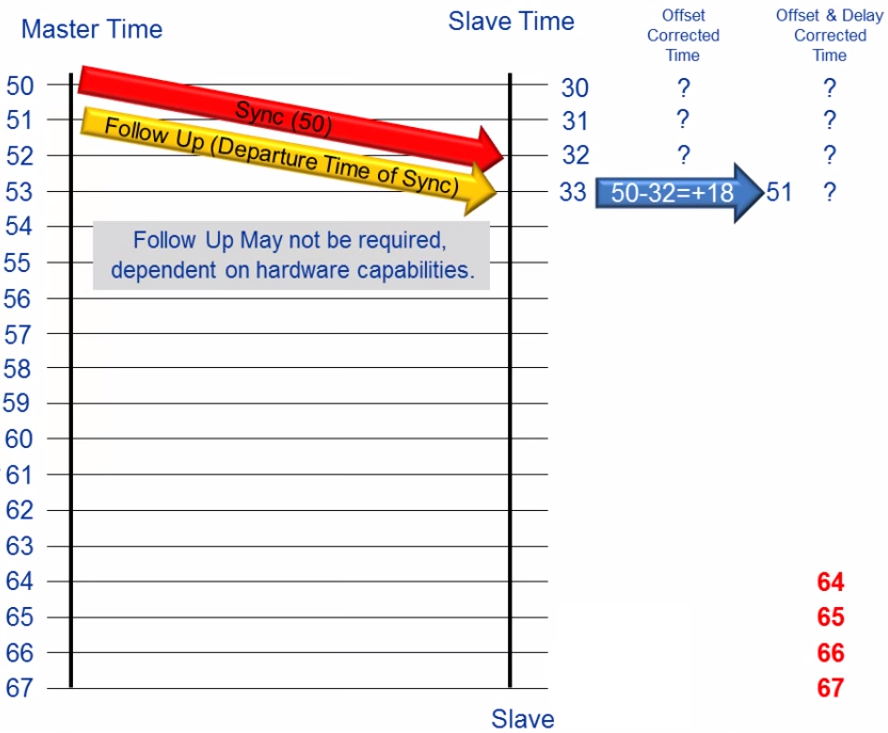 Master Time
Slave Time
Offset
Corrected
Time
Offset & Delay
Corrected
Time
50
30
?
?
Sync (50)
51
31
?
?
Follow Up (Departure Time of Sync)
52
32
?
?
53
33
50-32=+18
51
?
54
Follow Up May not be required,
dependent on hardware capabilities.
55
56
57
58
59
60
61
62
63
64
64
65
65
66
66
67
67
Slave